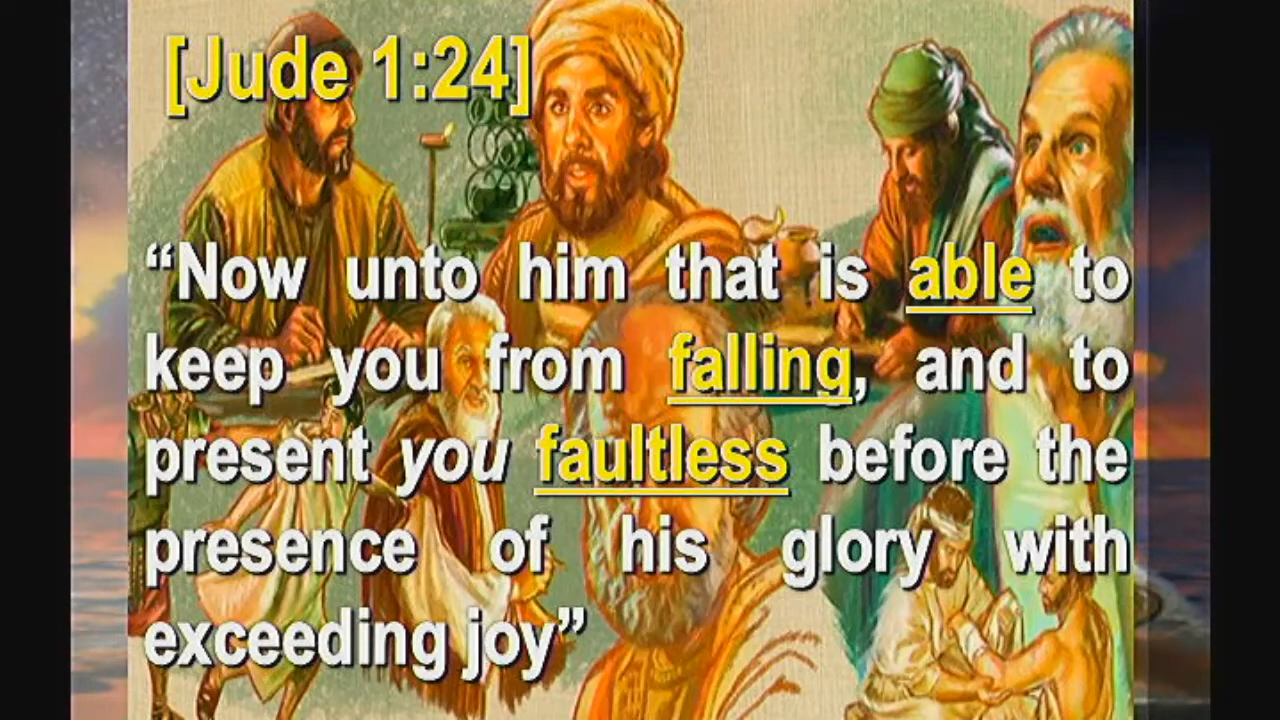 [Jude 1:24]
“Now unto him that is able to
keep you from falling, and to
present you faultless before the
presence of his glory with
exceeding joy”